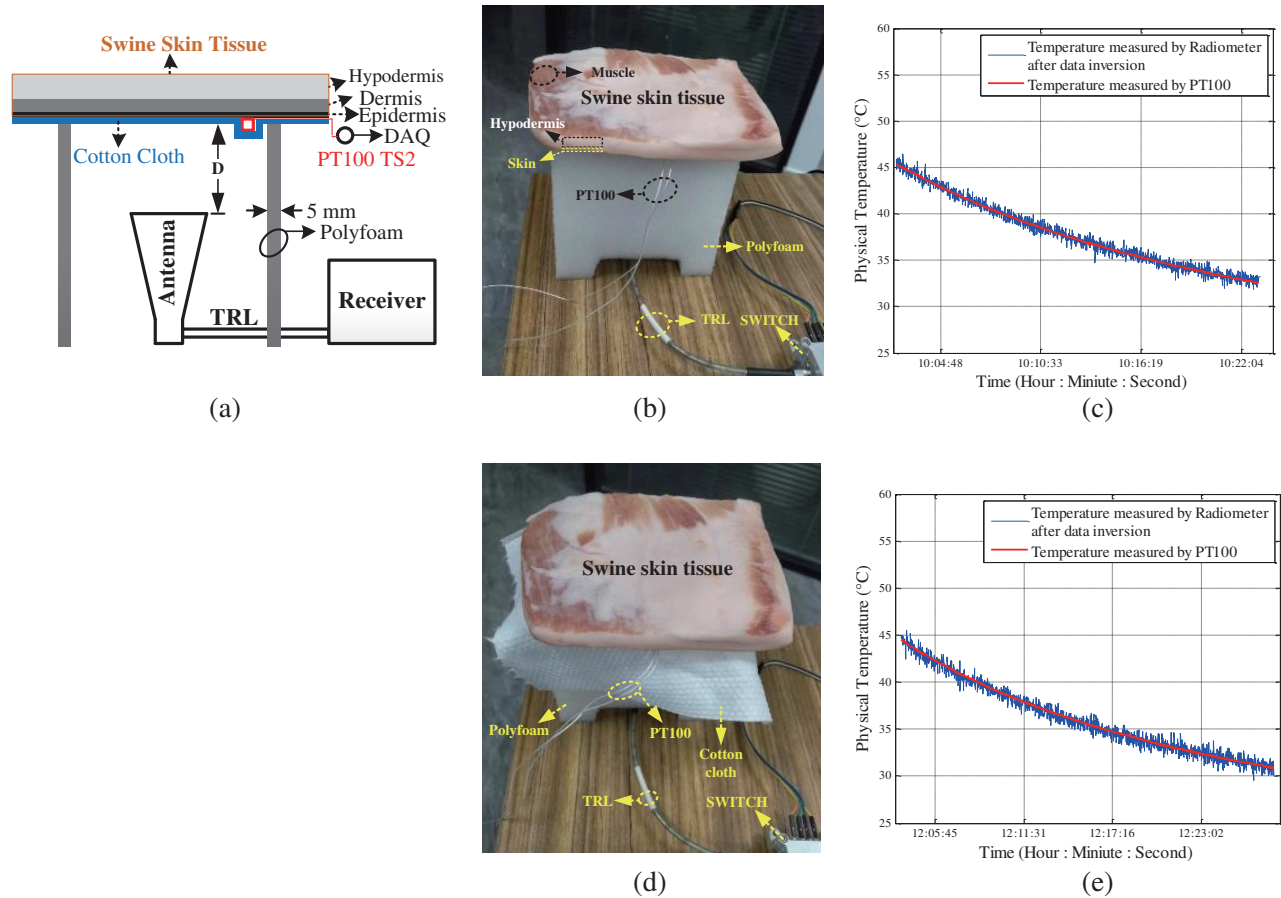 Swine Skin Tissue
Hypodermis
Dermis
Epidermis
DAQ
PT100 TS2
Cotton Cloth
D
5 mm
Polyfoam
Antenna
TRL
Receiver
(a)
Muscle
Swine skin tissue
Hypodermis
Skin
PT100
Polyfoam
TRL
SWITCH
(b)
Temperature measured by Radiometer
after data inversion
Temperature measured by PT100
Physical Temperature (°C)
60
55
50
45
40
35
30
25
10:04:48 10:10:33 10:16:19 10:22:04
Time (Hour : Miniute : Second)
(c)
Swine skin tissue
Polyfoam
PT100
Cotton
cloth
TRL
SWITCH
(d)
Temperature measured by Radiometer
after data inversion
Temperature measured by PT100
Physical Temperature (°C)
60
55
50
45
40
35
30
25
12:05:45 12:11:31 12:17:16 12:23:02
Time (Hour : Miniute : Second)
(e)